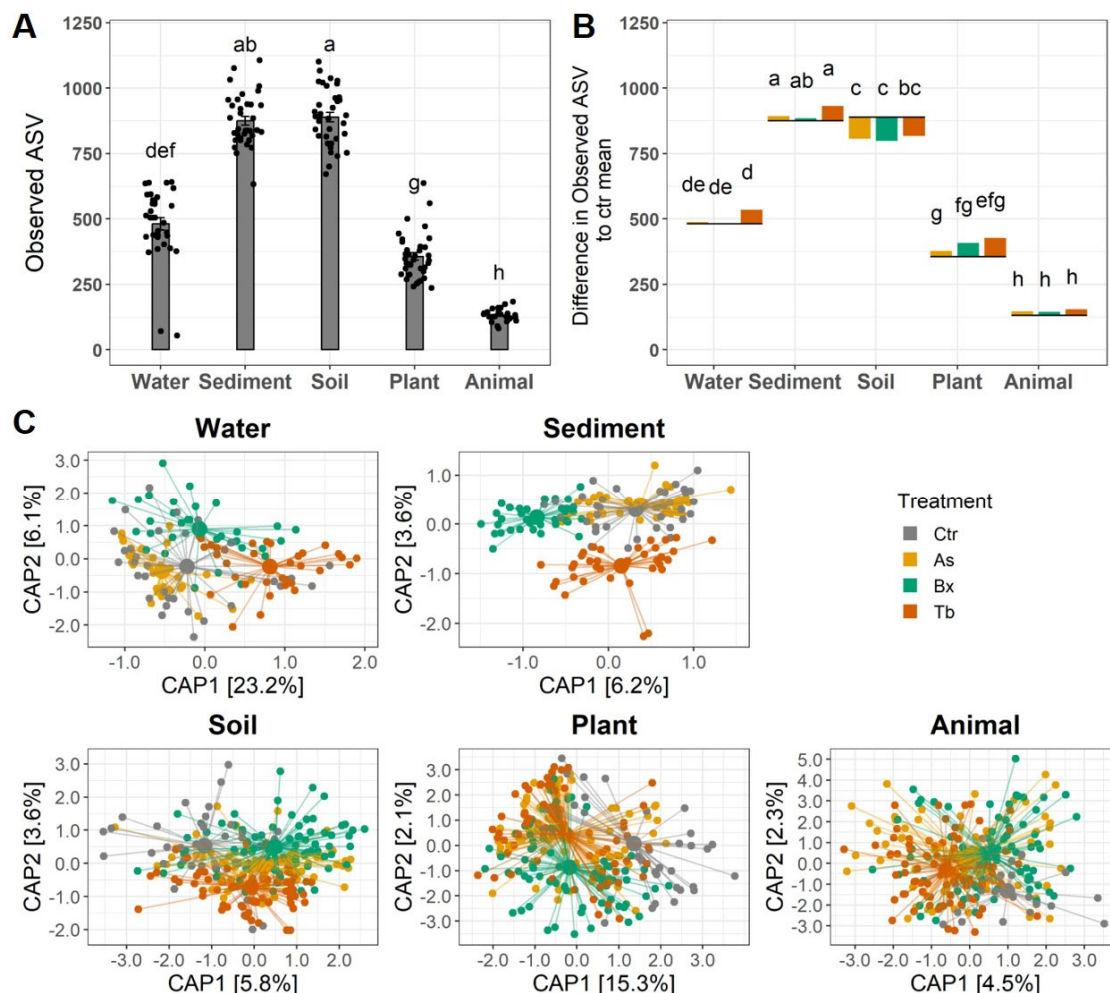 A
B
1250
1000
750
500
250
0
Observed ASV
def
ab
a
g
h
Water Sediment Soil Plant Animal
1250
1000
750
500
250
0
Difference in Observed ASV
to ctr mean
de de d
a ab a
c c bc
g fg efg
h h h
Water Sediment Soil Plant Animal
C
Water
3.0
2.0
1.0
0.0
-1.0
-2.0
CAP2 [6.1%]
-1.0 0.0 1.0 2.0
CAP1 [23.2%]
Sediment
1.0
0.0
-1.0
-2.0
CAP2 [3.6%]
-1.0 0.0 1.0
CAP1 [6.2%]
Treatment
Ctr
As
Bx
Tb
Soil
3.0
2.0
1.0
0.0
-1.0
-2.0
CAP2 [3.6%]
-3.0 -2.0 -1.0 0.0 1.0 2.0
CAP1 [5.8%]
Plant
3.0
2.0
1.0
0.0
-1.0
-2.0
-3.0
CAP2 [2.1%]
-2.0 -1.0 0.0 1.0 2.0 3.0
CAP1 [15.3%]
Animal
5.0
4.0
3.0
2.0
1.0
0.0
-1.0
-2.0
-3.0
CAP2 [2.3%]
-3.0 -2.0 -1.0 0.0 1.0 2.0 3.0
CAP1 [4.5%]